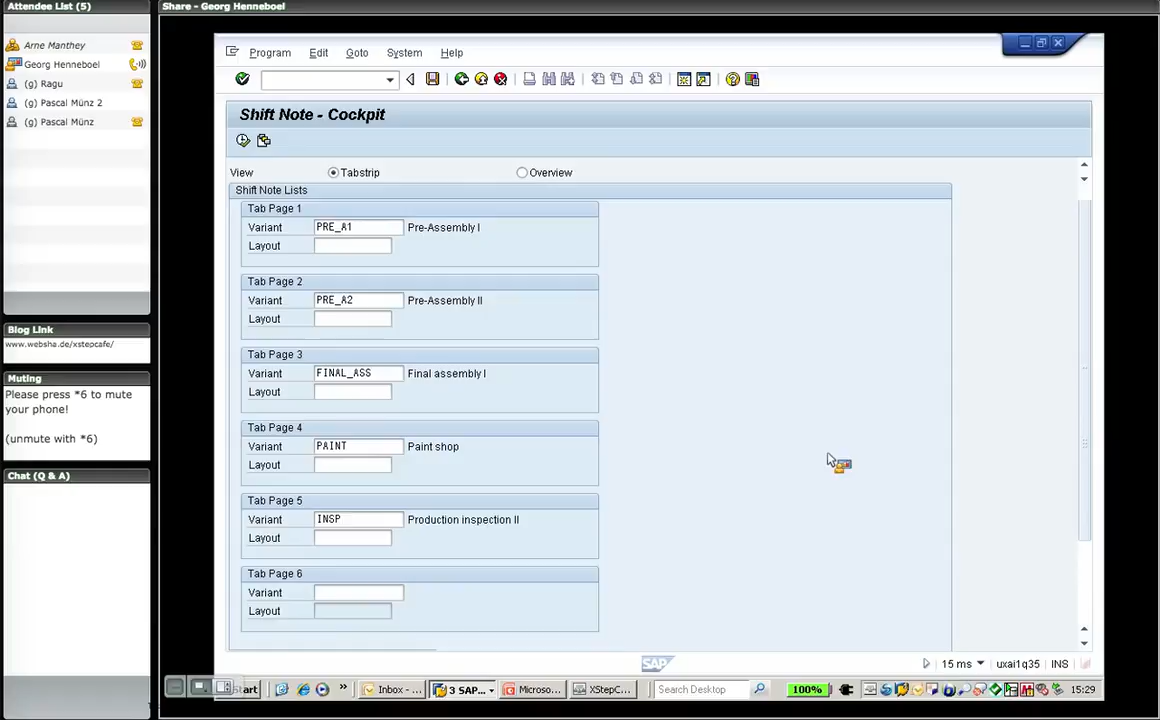 Attendee List (5)
Arne Manthey
Georg Henneboel
(g) Ragu
(g) Pascal Münz 2
(g) Pascal Münz
Blog Link
www.websha.de/xstepcafe/
Muting
Please press *6 to mute
your phone!
(unmute with *6)
Chat (Q & A)
Share - Georg Henneboel
Program Edit Goto System Help
Shift Note - Cockpit
View Tabstrip Overview
Shift Note Lists
Tab Page 1
Variant PRE_A1 Pre-Assembly I
Layout
Tab Page 2
Variant PRE_A2 Pre-Assembly II
Layout
Tab Page 3
Variant FINAL_ASS Final assembly I
Layout
Tab Page 4
Variant PAINT Paint shop
Layout
Tab Page 5
Variant INSP Production inspection II
Layout
Tab Page 6
Variant
Layout
SAP 15 ms uxai1q35 INS
Start » Inbox - ... 3 SAP... Microso... XStepC... Search Desktop 100% 15:29